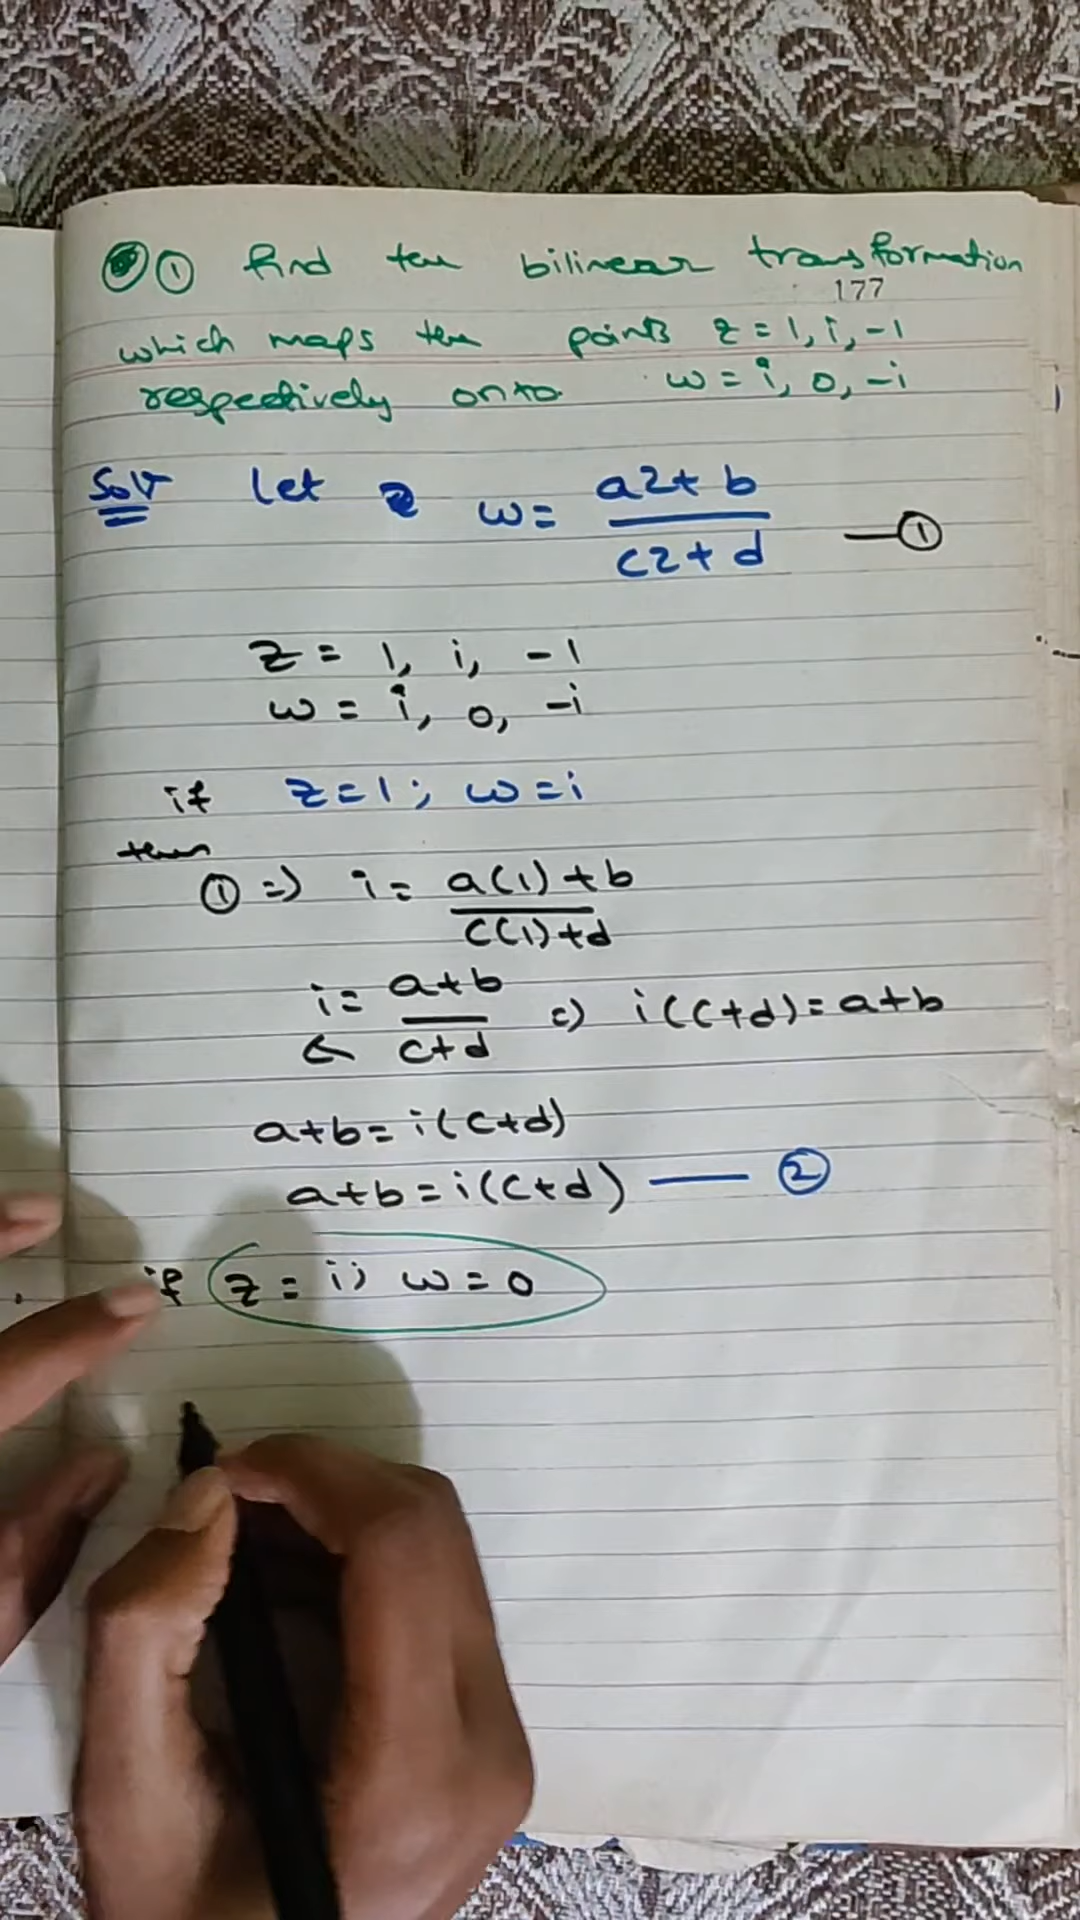 ① find the bilinear transformation
177
which maps the points z = 1, i, -1
respectively onto w = i, 0, -i
Solⁿ Let w = az+b / cz+d — ①
z = 1, i, -1
w = i, 0, -i
if z=1; w=i
then
① => i = a(1)+b / c(1)+d
i = a+b / c+d => i(c+d) = a+b
a+b = i(c+d)
a+b = i(c+d) — ②
if z = i; w = 0